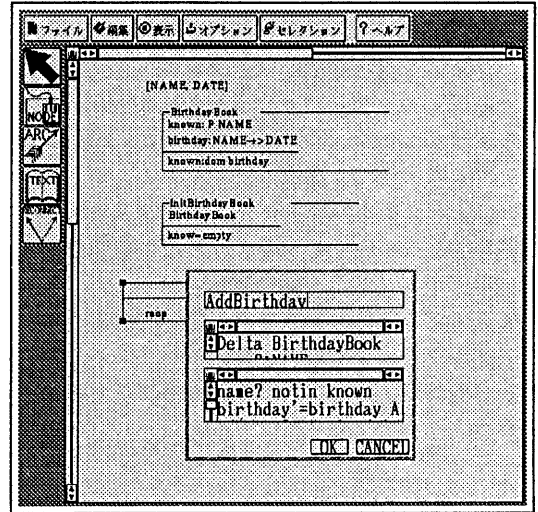 ファイル 編集 表示 オプション セレクション ? ヘルプ
[NAME, DATE]
BirthdayBook
known: P NAME
birthday: NAME-+>DATE
known:dom birthday
InitBirthdayBook
BirthdayBook
know=empty
NODE
ARC
TEXT
AddBirthday
Delta BirthdayBook
name? notin known
birthday'=birthday A
OK CANCEL